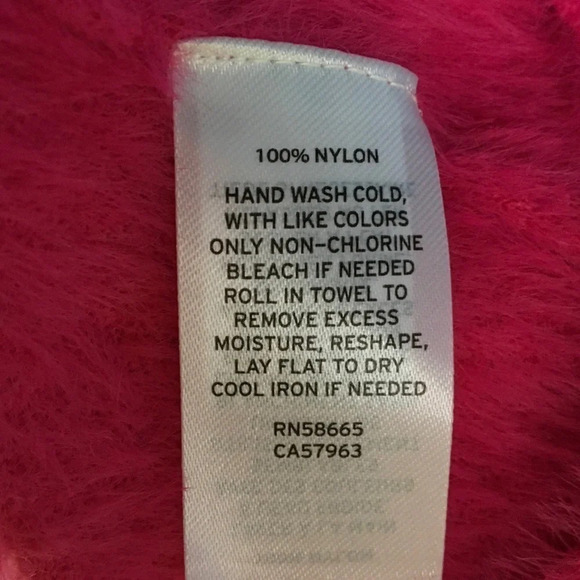 100% NYLON
HAND WASH COLD,
WITH LIKE COLORS
ONLY NON-CHLORINE
BLEACH IF NEEDED
ROLL IN TOWEL TO
REMOVE EXCESS
MOISTURE, RESHAPE,
LAY FLAT TO DRY
COOL IRON IF NEEDED
RN58665
CA57963